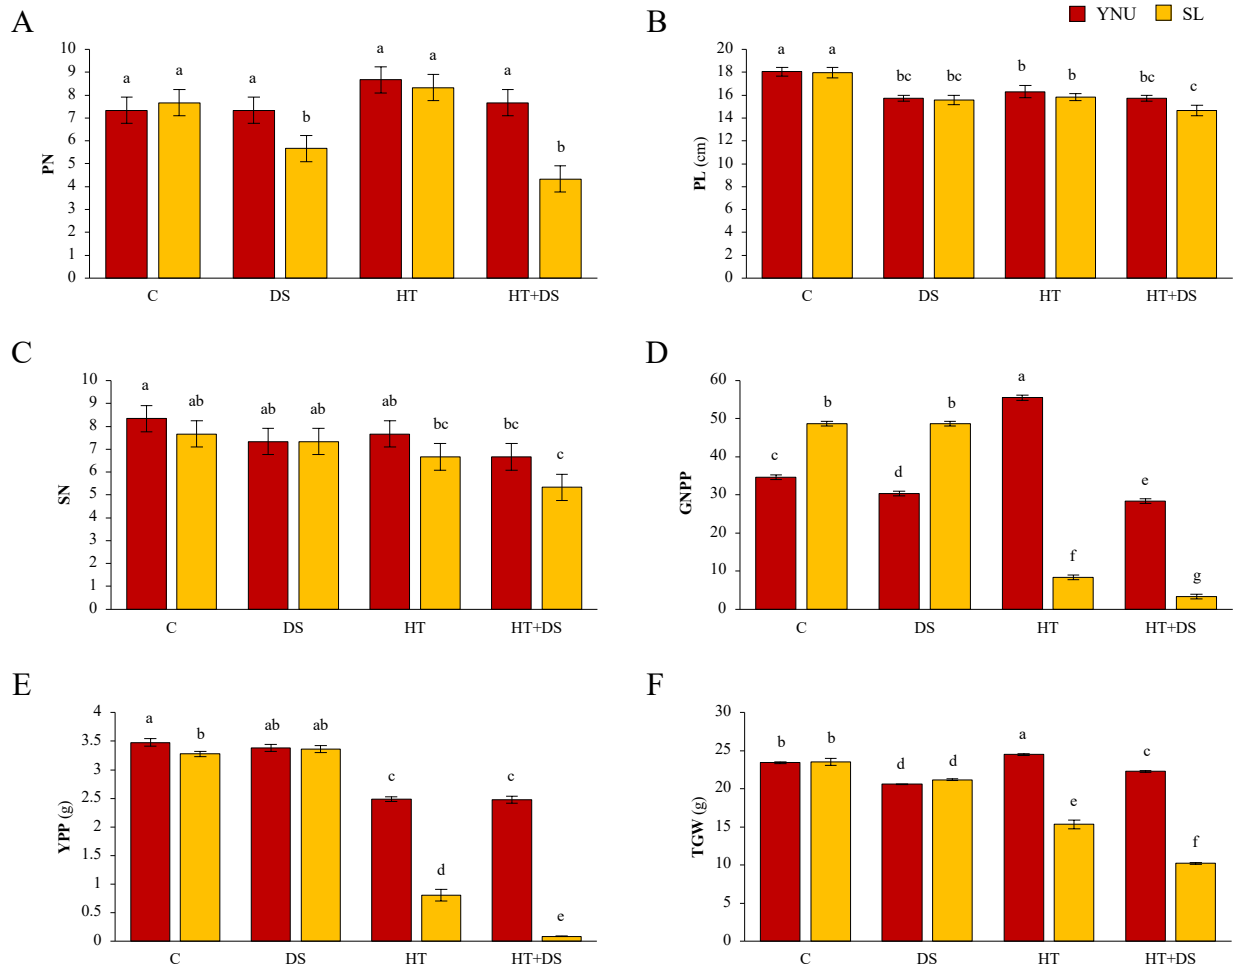 YNU SL
A
10
9
8
7
6
5
4
3
2
1
0
PN
a a a b a a a b
C DS HT HT+DS
B
20
18
16
14
12
10
8
6
4
2
0
PL (cm)
a a bc bc b b bc c
C DS HT HT+DS
C
10
9
8
7
6
5
4
3
2
1
0
SN
a ab ab ab ab bc bc c
C DS HT HT+DS
D
60
50
40
30
20
10
0
GNPP
c b d b a f e g
C DS HT HT+DS
E
4
3.5
3
2.5
2
1.5
1
0.5
0
YPP (g)
a b ab ab c d c e
C DS HT HT+DS
F
30
25
20
15
10
5
0
TGW (g)
b b d d a e c f
C DS HT HT+DS